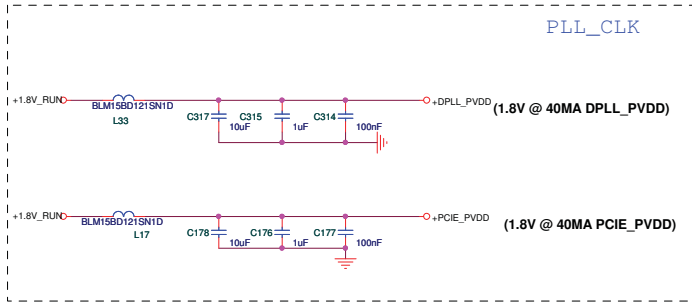 PLL_CLK
+1.8V_RUN
BLM15BD121SN1D
L33
C317
10uF
C315
1uF
C314
100nF
+DPLL_PVDD
(1.8V @ 40MA DPLL_PVDD)
+1.8V_RUN
BLM15BD121SN1D
L17
C178
10uF
C176
1uF
C177
100nF
+PCIE_PVDD
(1.8V @ 40MA PCIE_PVDD)